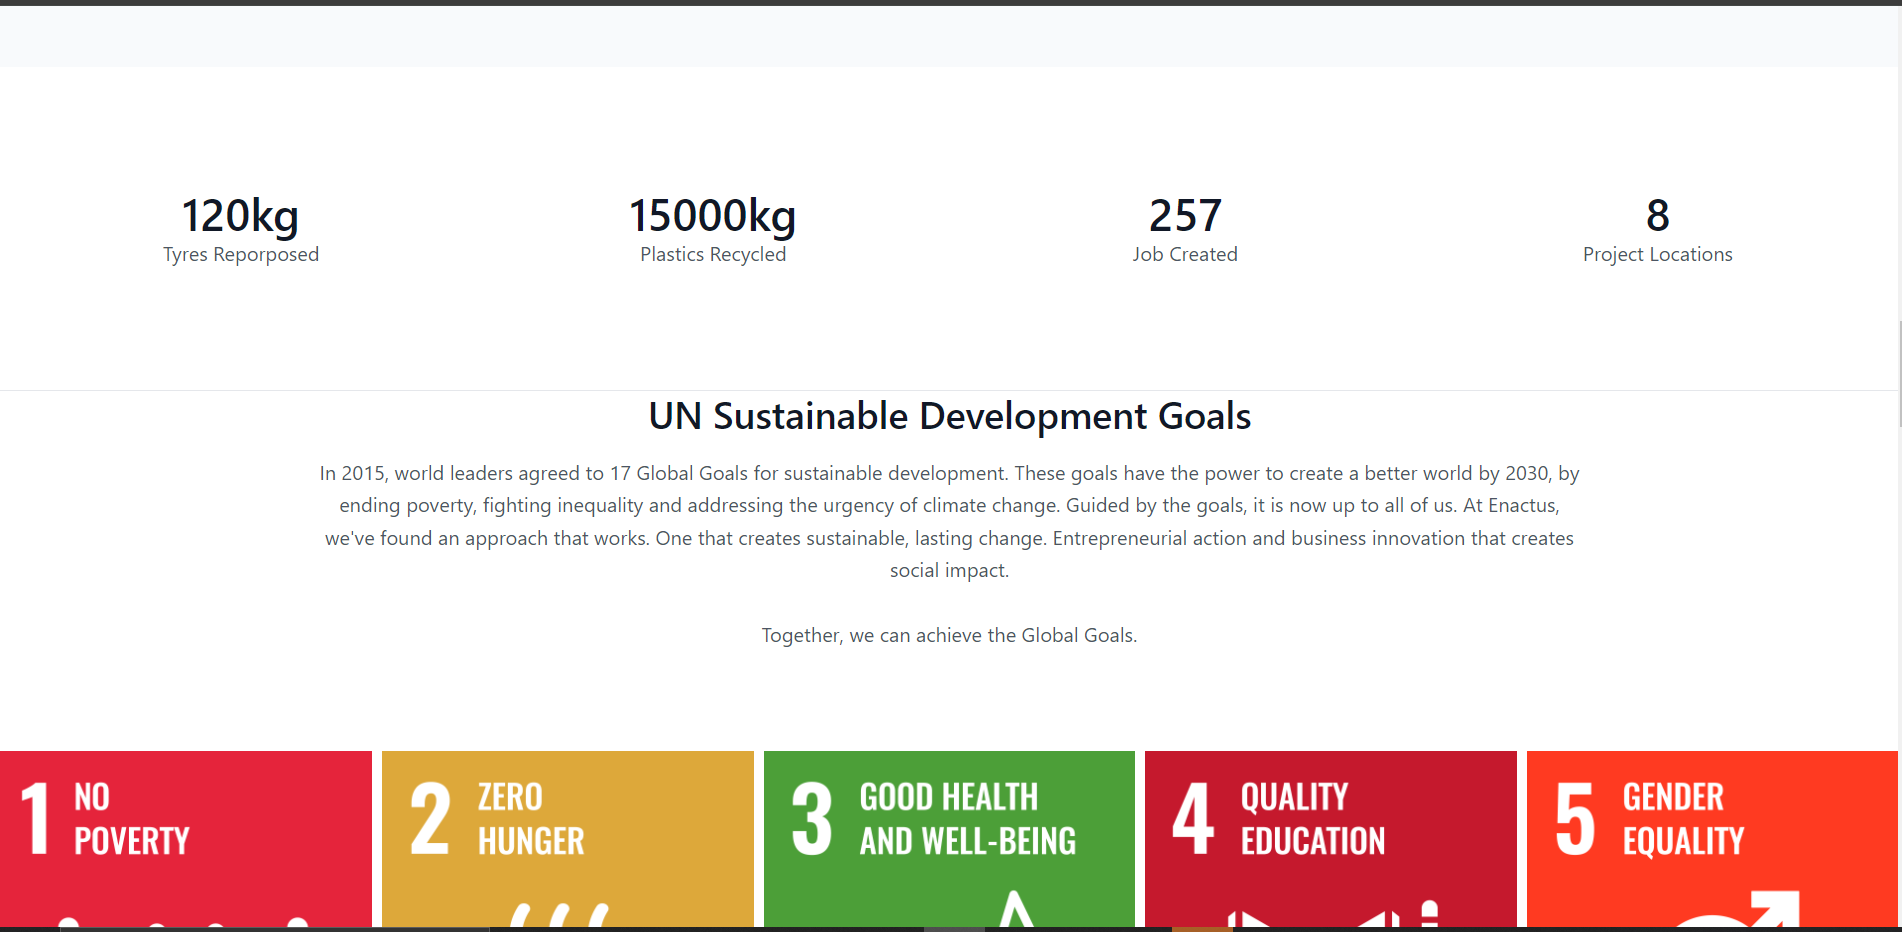 120kg
Tyres Reporposed
15000kg
Plastics Recycled
257
Job Created
8
Project Locations
UN Sustainable Development Goals
In 2015, world leaders agreed to 17 Global Goals for sustainable development. These goals have the power to create a better world by 2030, by
ending poverty, fighting inequality and addressing the urgency of climate change. Guided by the goals, it is now up to all of us. At Enactus,
we've found an approach that works. One that creates sustainable, lasting change. Entrepreneurial action and business innovation that creates
social impact.
Together, we can achieve the Global Goals.
1 NO
POVERTY
2 ZERO
HUNGER
3 GOOD HEALTH
AND WELL-BEING
4 QUALITY
EDUCATION
5 GENDER
EQUALITY